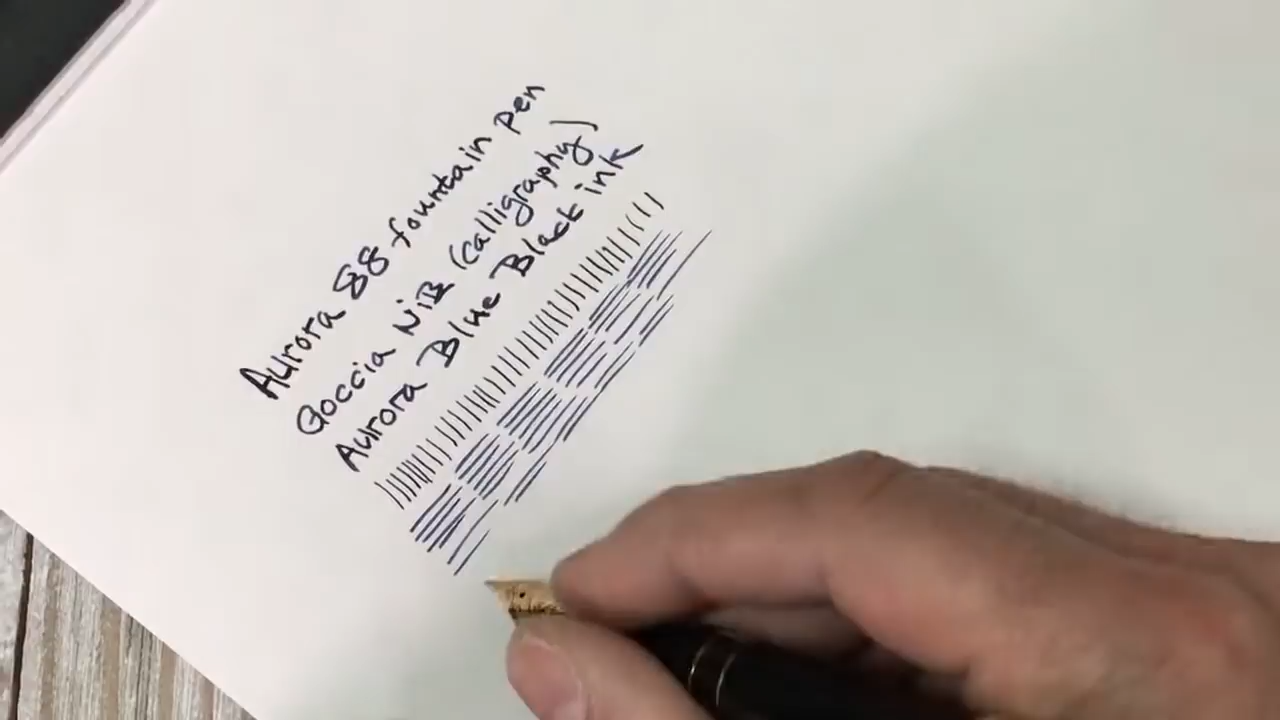 Aurora 88 fountain pen
Goccia Nib (calligraphy)
Aurora Blue Black ink